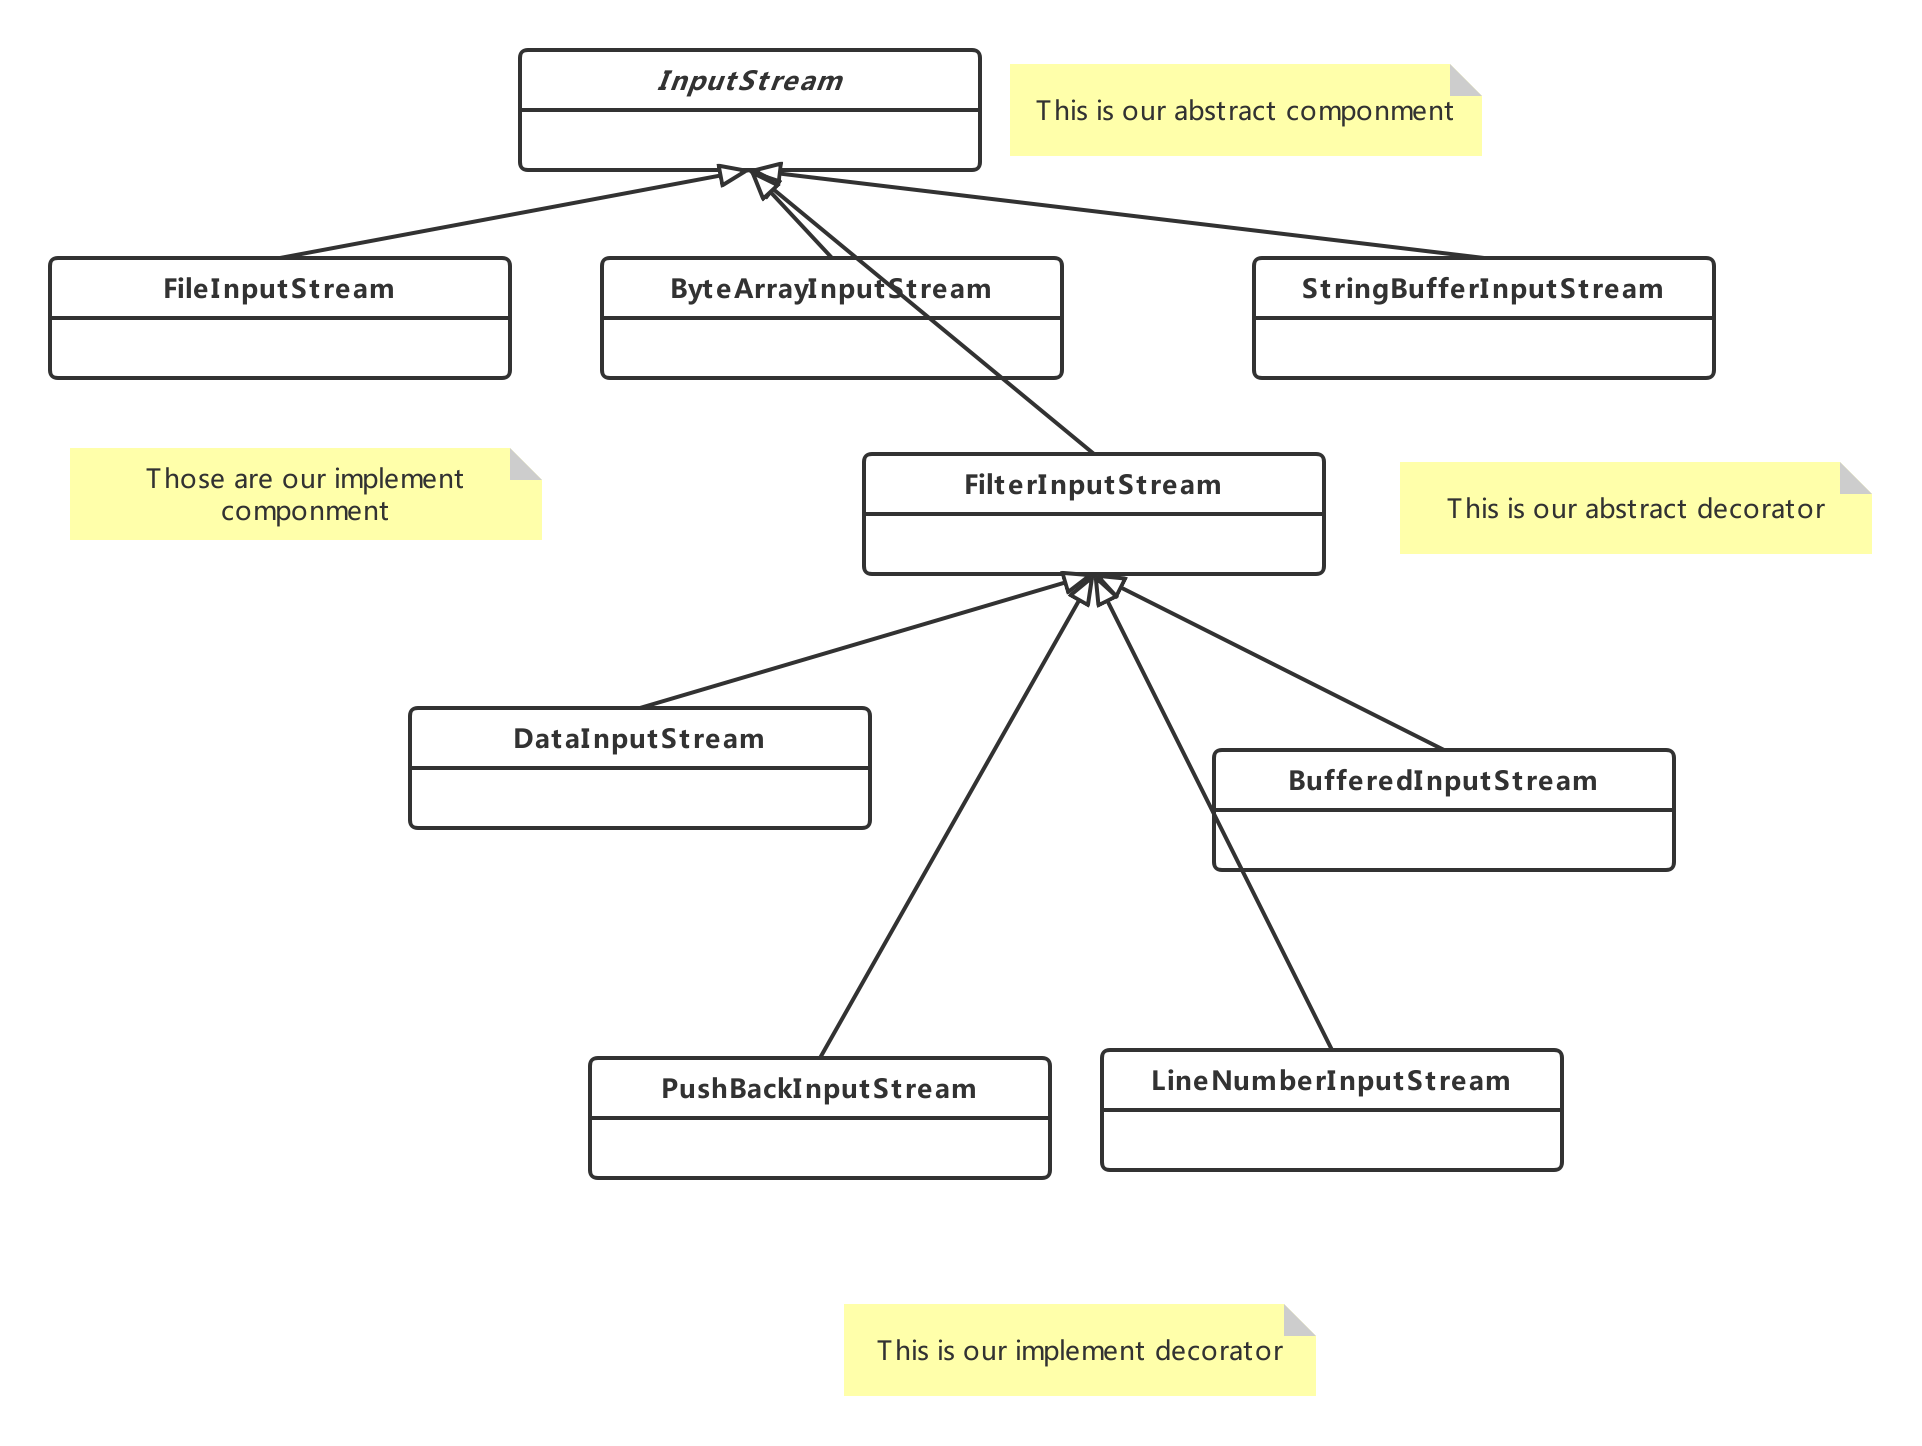 InputStream
This is our abstract componment
FileInputStream
ByteArrayInputStream
StringBufferInputStream
Those are our implement
componment
FilterInputStream
This is our abstract decorator
DataInputStream
BufferedInputStream
PushBackInputStream
LineNumberInputStream
This is our implement decorator